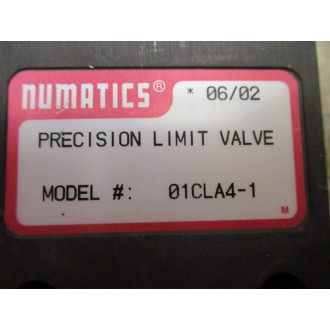 numatics® * 06/02
PRECISION LIMIT VALVE
MODEL #: 01CLA4-1
M